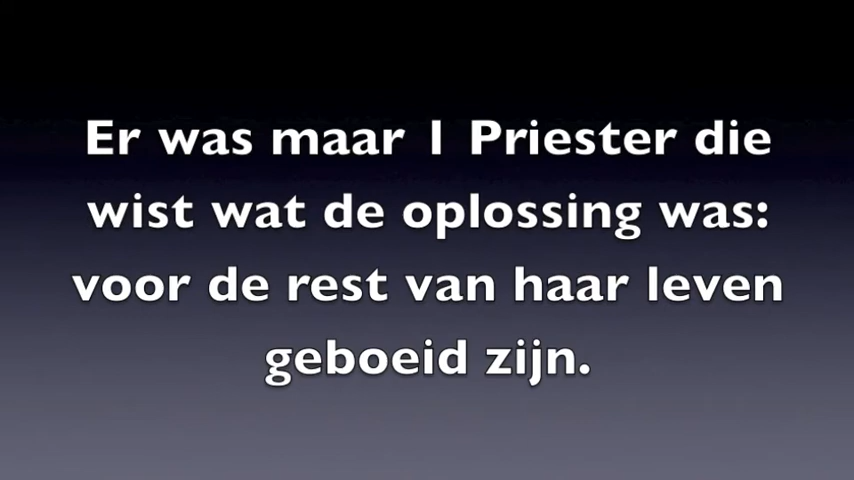 Er was maar 1 Priester die
wist wat de oplossing was:
voor de rest van haar leven
geboeid zijn.